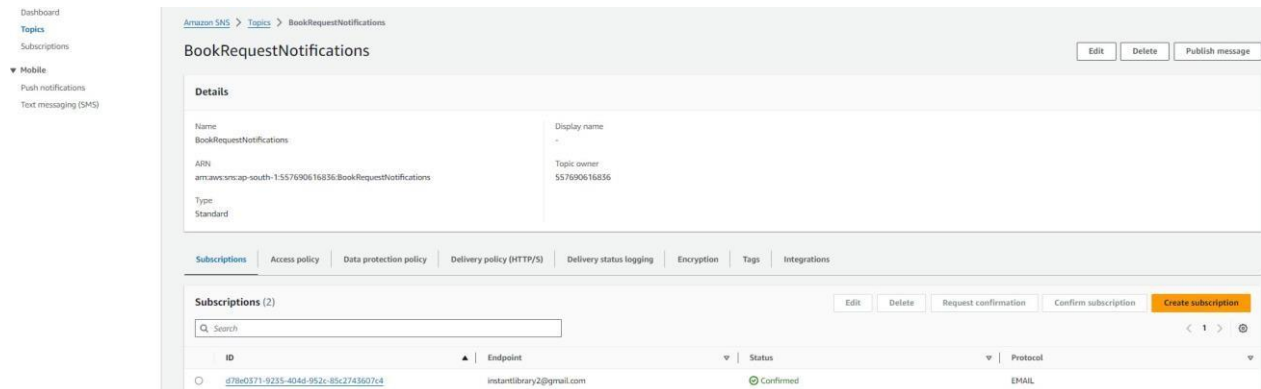 Dashboard
Topics
Subscriptions
Mobile
Push notifications
Text messaging (SMS)
Amazon SNS > Topics > BookRequestNotifications
BookRequestNotifications
Edit Delete Publish message
Details
Name
BookRequestNotifications
Display name
-
ARN
arn:aws:sns:ap-south-1:557690616836:BookRequestNotifications
Topic owner
557690616836
Type
Standard
Subscriptions Access policy Data protection policy Delivery policy (HTTP/S) Delivery status logging Encryption Tags Integrations
Subscriptions (2)
Edit Delete Request confirmation Confirm subscription Create subscription
Search
1
ID Endpoint Status Protocol
d78e0371-9235-404d-952c-85c2743607c4 instantlibrary2@gmail.com Confirmed EMAIL